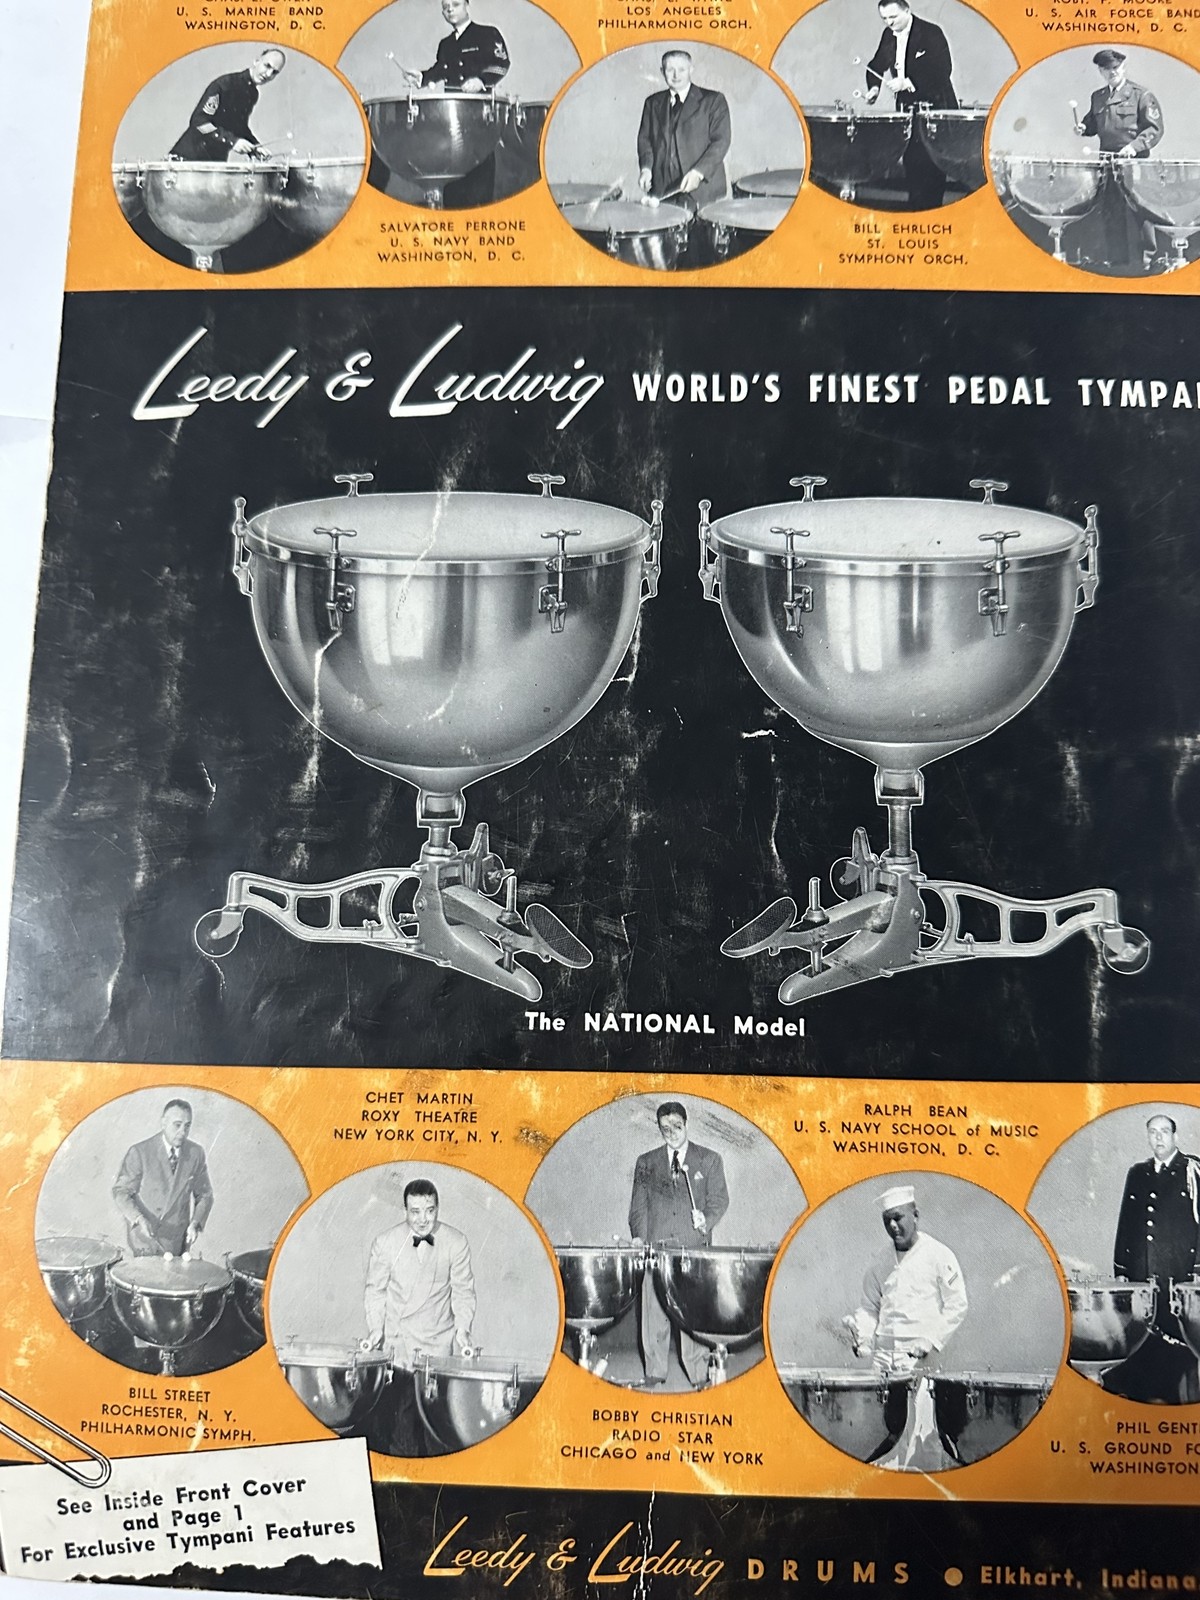 U. S. MARINE BAND
WASHINGTON, D. C.
LOS ANGELES
PHILHARMONIC ORCH.
U. S. AIR FORCE BAND
WASHINGTON, D. C.
SALVATORE PERRONE
U. S. NAVY BAND
WASHINGTON, D. C.
BILL EHRLICH
ST. LOUIS
SYMPHONY ORCH.
Leedy & Ludwig WORLD'S FINEST PEDAL TYMPA
The NATIONAL Model
CHET MARTIN
ROXY THEATRE
NEW YORK CITY, N. Y.
RALPH BEAN
U. S. NAVY SCHOOL of MUSIC
WASHINGTON, D. C.
BILL STREET
ROCHESTER, N. Y.
PHILHARMONIC SYMPH.
BOBBY CHRISTIAN
RADIO STAR
CHICAGO and NEW YORK
PHIL GENT
U. S. GROUND FO
WASHINGTON
See Inside Front Cover
and Page 1
For Exclusive Tympani Features
Leedy & Ludwig DRUMS • Elkhart, Indiana